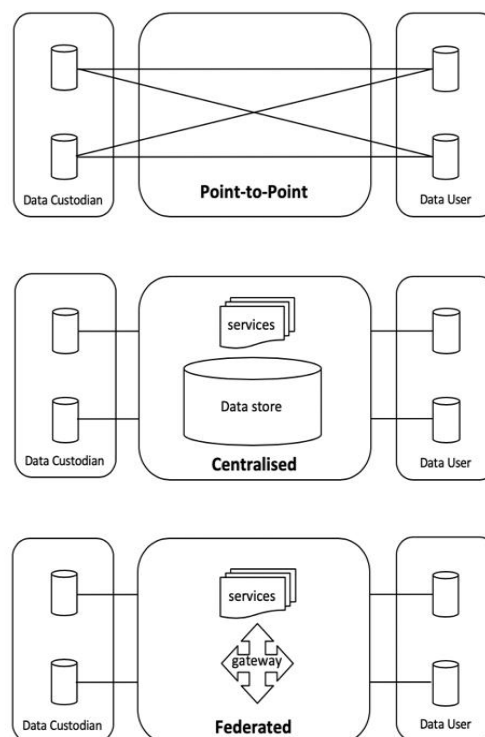 Point-to-Point
Data Custodian
Data User
services
Data store
Centralised
Data Custodian
Data User
services
gateway
Federated
Data Custodian
Data User